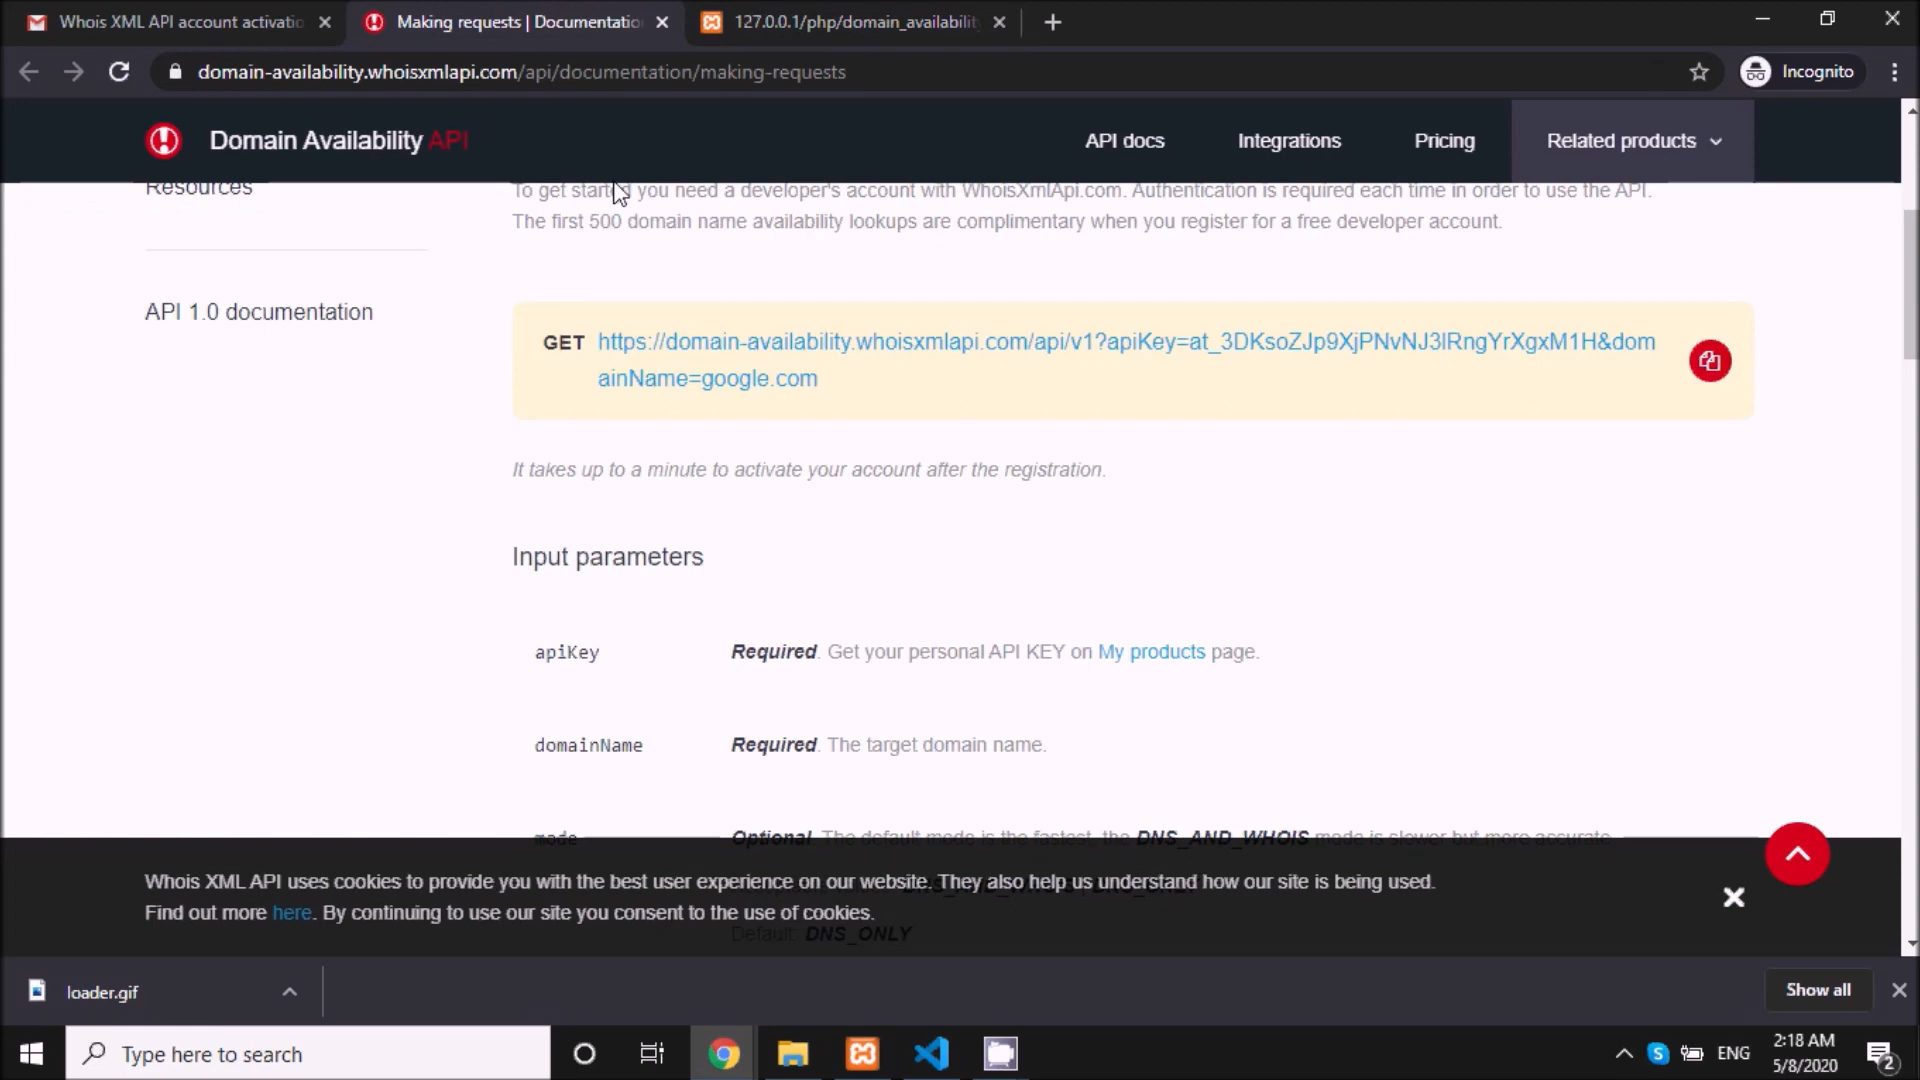 Whois XML API account activatio
Making requests | Documentatio
127.0.0.1/php/domain_availabilit
domain-availability.whoisxmlapi.com/api/documentation/making-requests
Incognito
Domain Availability API
API docs
Integrations
Pricing
Related products
Resources
To get started you need a developer's account with WhoisXmlApi.com. Authentication is required each time in order to use the API.
The first 500 domain name availability lookups are complimentary when you register for a free developer account.
API 1.0 documentation
GET https://domain-availability.whoisxmlapi.com/api/v1?apiKey=at_3DKsoZJp9XjPNvNJ3lRngYrXgxM1H&dom
ainName=google.com
It takes up to a minute to activate your account after the registration.
Input parameters
apiKey Required. Get your personal API KEY on My products page.
domainName Required. The target domain name.
mode Optional. The default mode is the fastest, the DNS_AND_WHOIS mode is slower but more accurate.
Whois XML API uses cookies to provide you with the best user experience on our website. They also help us understand how our site is being used.
Find out more here. By continuing to use our site you consent to the use of cookies.
Default: DNS_ONLY
loader.gif
Show all
Type here to search
ENG
2:18 AM
5/8/2020
2